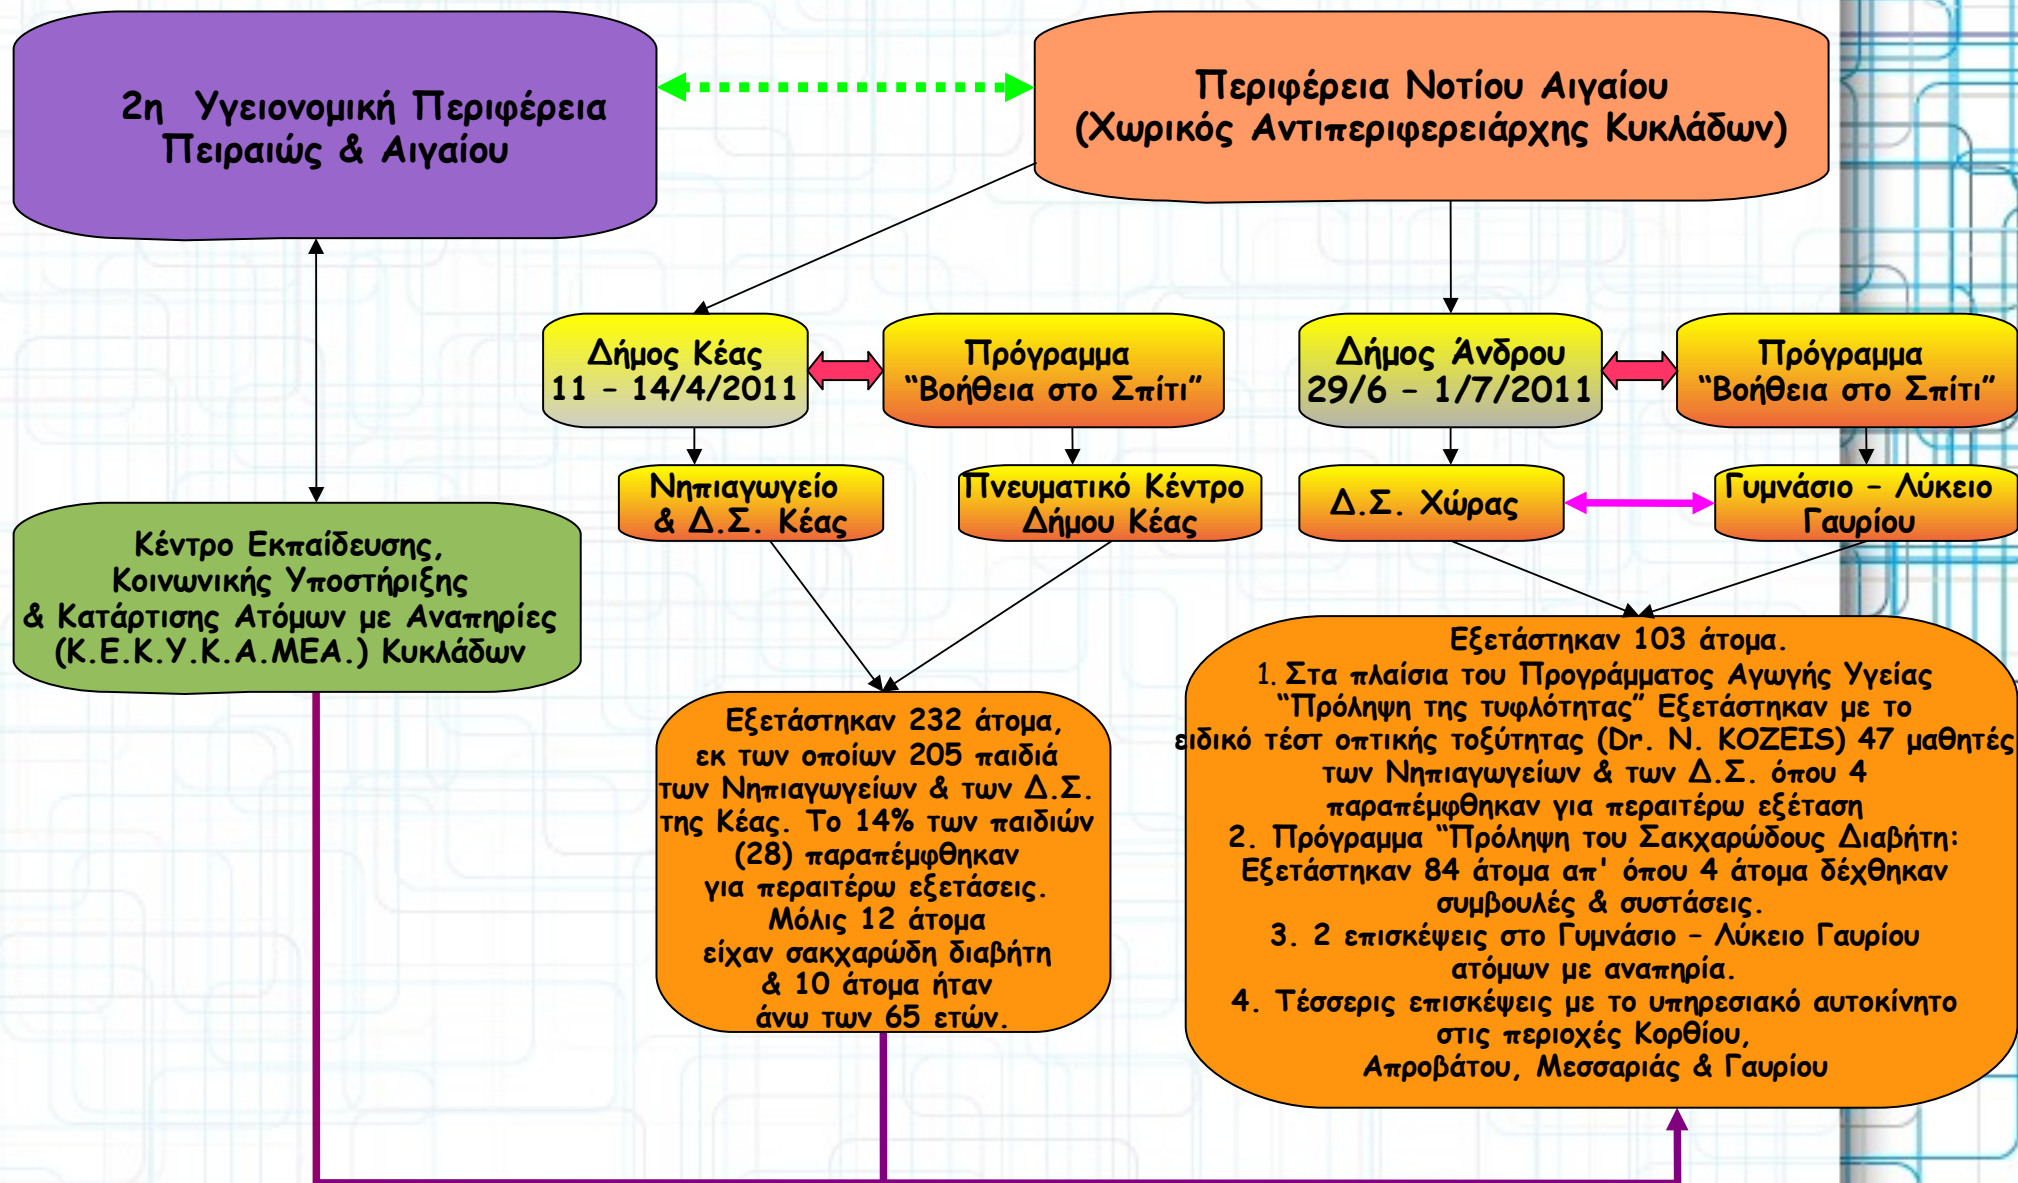 2η Υγειονομική Περιφέρεια
Πειραιώς & Αιγαίου
Περιφέρεια Νοτίου Αιγαίου
(Χωρικός Αντιπεριφερειάρχης Κυκλάδων)
Δήμος Κέας
11 – 14/4/2011
Πρόγραμμα
“Βοήθεια στο Σπίτι”
Δήμος Άνδρου
29/6 – 1/7/2011
Πρόγραμμα
“Βοήθεια στο Σπίτι”
Νηπιαγωγείο
& Δ.Σ. Κέας
Πνευματικό Κέντρο
Δήμου Κέας
Δ.Σ. Χώρας
Γυμνάσιο – Λύκειο
Γαυρίου
Κέντρο Εκπαίδευσης,
Κοινωνικής Υποστήριξης
& Κατάρτισης Ατόμων με Αναπηρίες
(Κ.Ε.Κ.Υ.Κ.Α.ΜΕΑ.) Κυκλάδων
Εξετάστηκαν 232 άτομα,
εκ των οποίων 205 παιδιά
των Νηπιαγωγείων & των Δ.Σ.
της Κέας. Το 14% των παιδιών
(28) παραπέμφθηκαν
για περαιτέρω εξετάσεις.
Μόλις 12 άτομα
είχαν σακχαρώδη διαβήτη
& 10 άτομα ήταν
άνω των 65 ετών.
Εξετάστηκαν 103 άτομα.
1. Στα πλαίσια του Προγράμματος Αγωγής Υγείας
“Πρόληψη της τυφλότητας” Εξετάστηκαν με το
ειδικό τέστ οπτικής τοξύτητας (Dr. N. KOZEIS) 47 μαθητές
των Νηπιαγωγείων & των Δ.Σ. όπου 4
παραπέμφθηκαν για περαιτέρω εξέταση
2. Πρόγραμμα “Πρόληψη του Σακχαρώδους Διαβήτη:
Εξετάστηκαν 84 άτομα απ' όπου 4 άτομα δέχθηκαν
συμβουλές & συστάσεις.
3. 2 επισκέψεις στο Γυμνάσιο – Λύκειο Γαυρίου
ατόμων με αναπηρία.
4. Τέσσερις επισκέψεις με το υπηρεσιακό αυτοκίνητο
στις περιοχές Κορθίου,
Απροβάτου, Μεσσαριάς & Γαυρίου